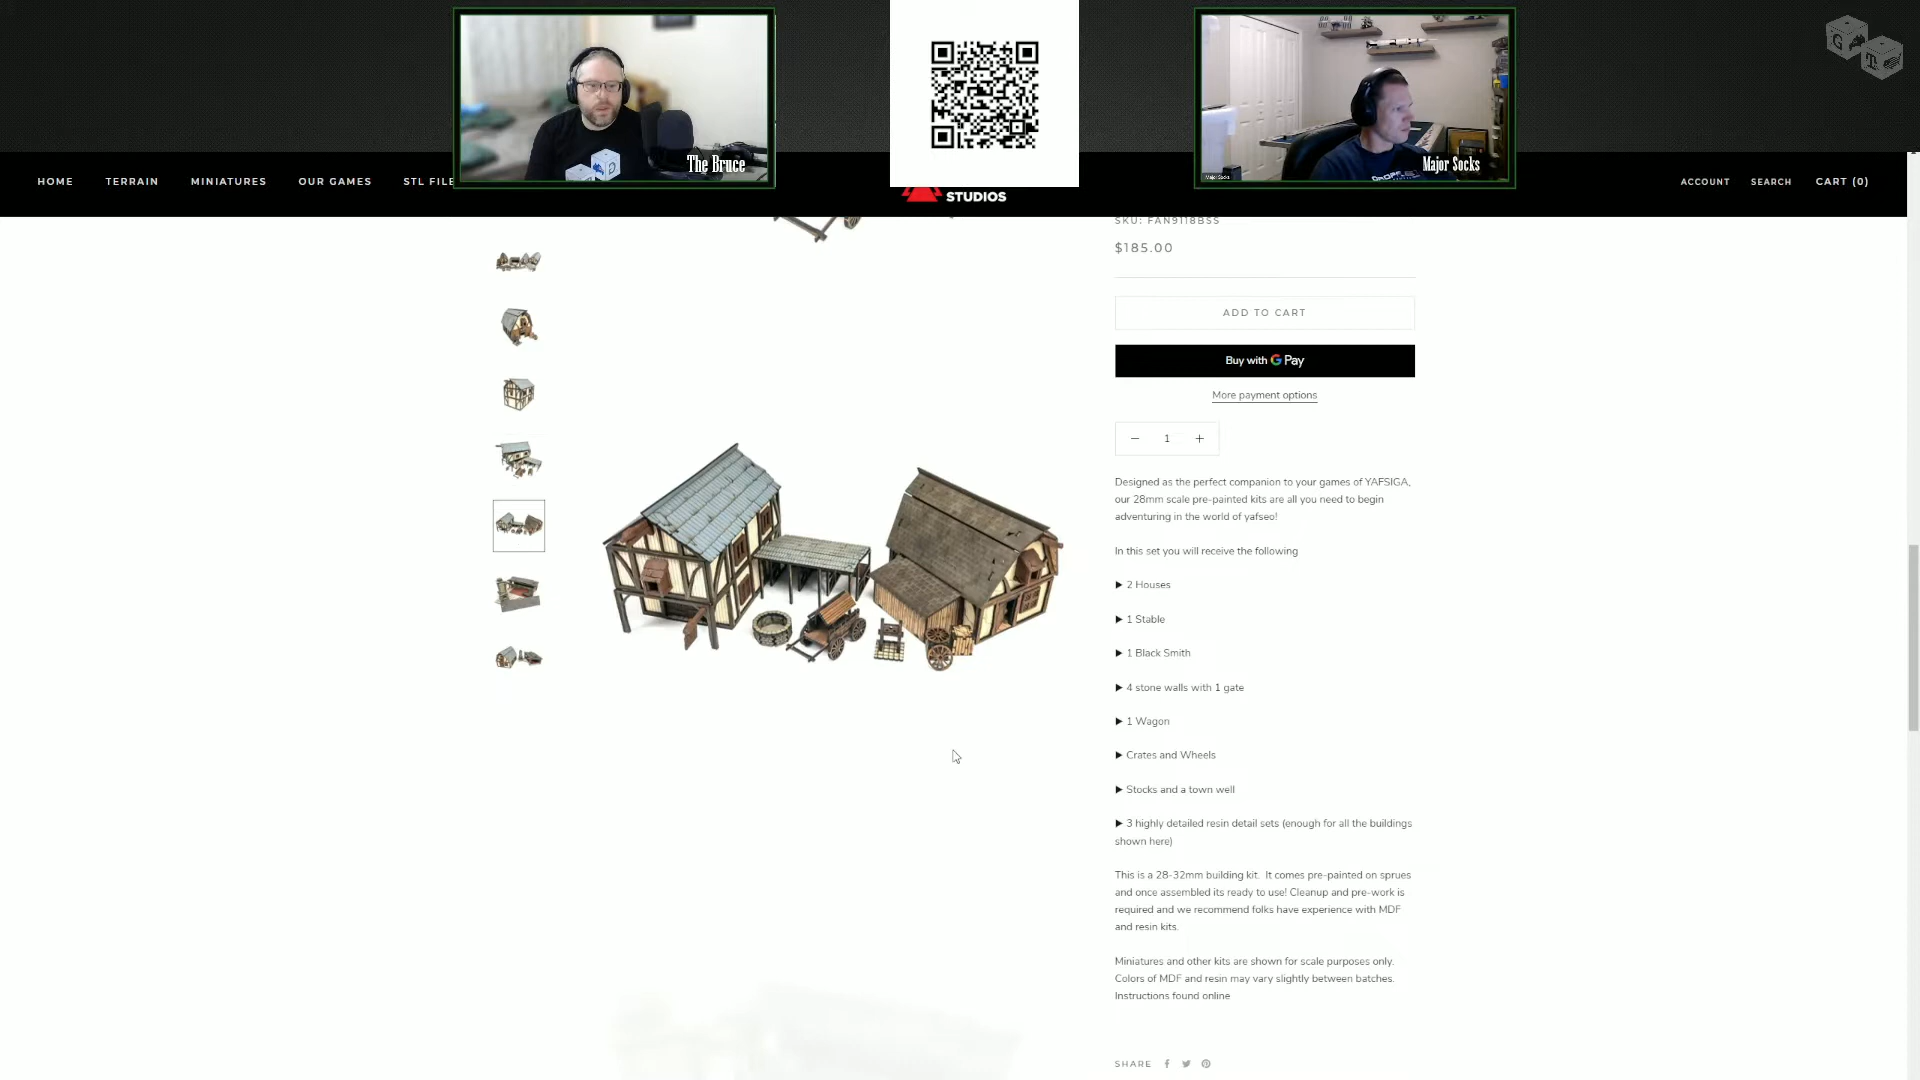 G
T
The Bruce
Major Socks
Major Socks
HOME
TERRAIN
MINIATURES
OUR GAMES
STL FILE
STUDIOS
ACCOUNT
SEARCH
CART (0)
SKU: FAN9118BSS
$185.00
ADD TO CART
Buy with G Pay
More payment options
1
Designed as the perfect companion to your games of YAFSIGA,
our 28mm scale pre-painted kits are all you need to begin
adventuring in the world of yafseo!
In this set you will receive the following
► 2 Houses
► 1 Stable
► 1 Black Smith
► 4 stone walls with 1 gate
► 1 Wagon
► Crates and Wheels
► Stocks and a town well
► 3 highly detailed resin detail sets (enough for all the buildings
shown here)
This is a 28-32mm building kit. It comes pre-painted on sprues
and once assembled its ready to use! Cleanup and pre-work is
required and we recommend folks have experience with MDF
and resin kits.
Miniatures and other kits are shown for scale purposes only.
Colors of MDF and resin may vary slightly between batches.
Instructions found online
SHARE